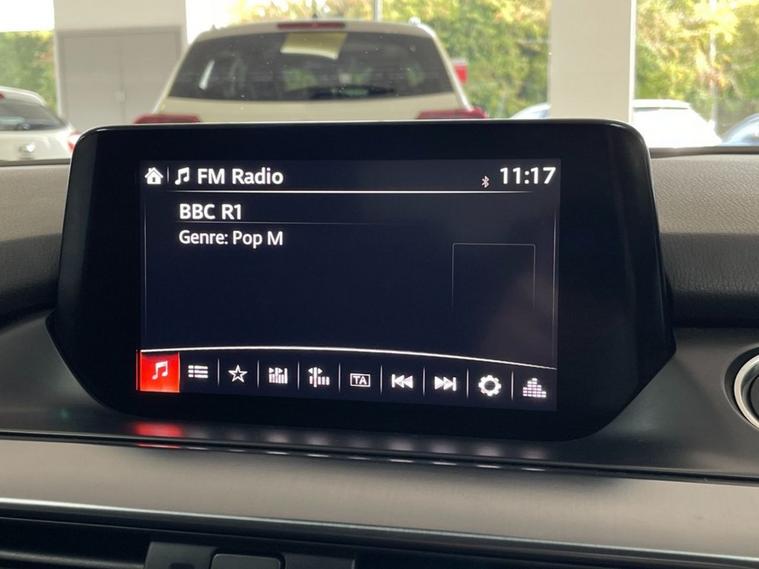 FM Radio 11:17
BBC R1
Genre: Pop M
TA